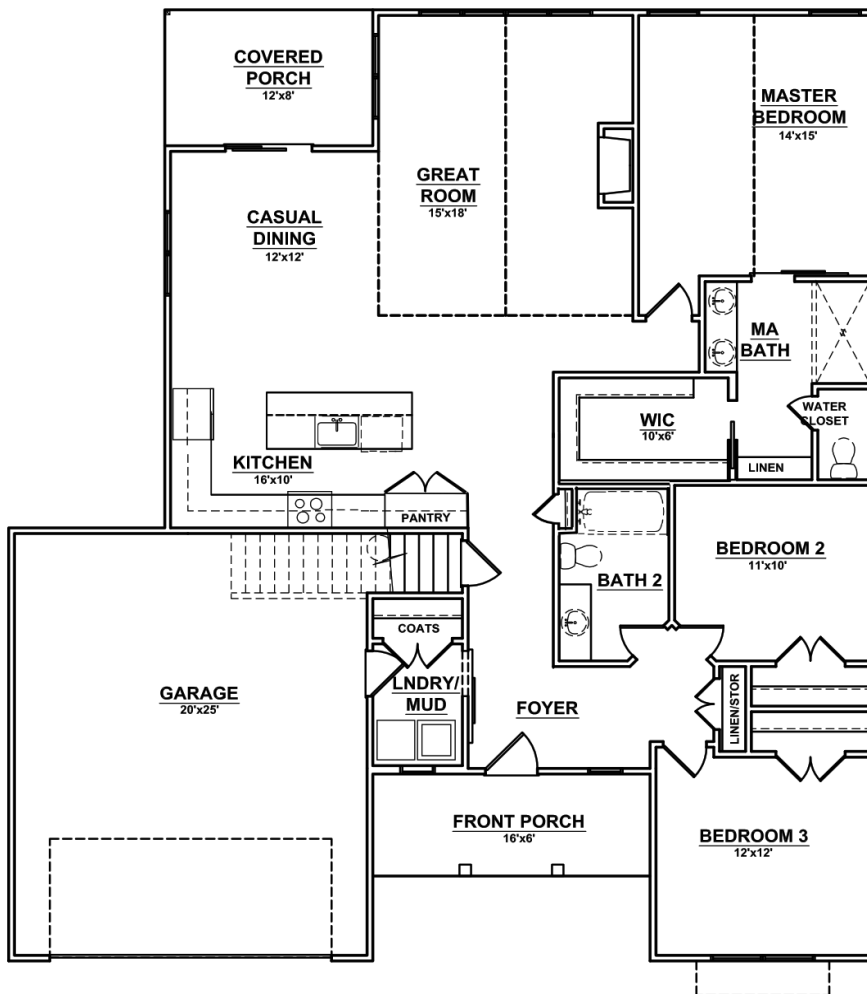 COVERED
PORCH
12'x8'
MASTER
BEDROOM
14'x15'
GREAT
ROOM
15'x18'
CASUAL
DINING
12'x12'
MA
BATH
WATER
CLOSET
WIC
10'x6'
LINEN
KITCHEN
16'x10'
PANTRY
BEDROOM 2
11'x10'
BATH 2
COATS
GARAGE
20'x25'
LNDRY/
MUD
FOYER
LINEN/STOR
FRONT PORCH
16'x6'
BEDROOM 3
12'x12'